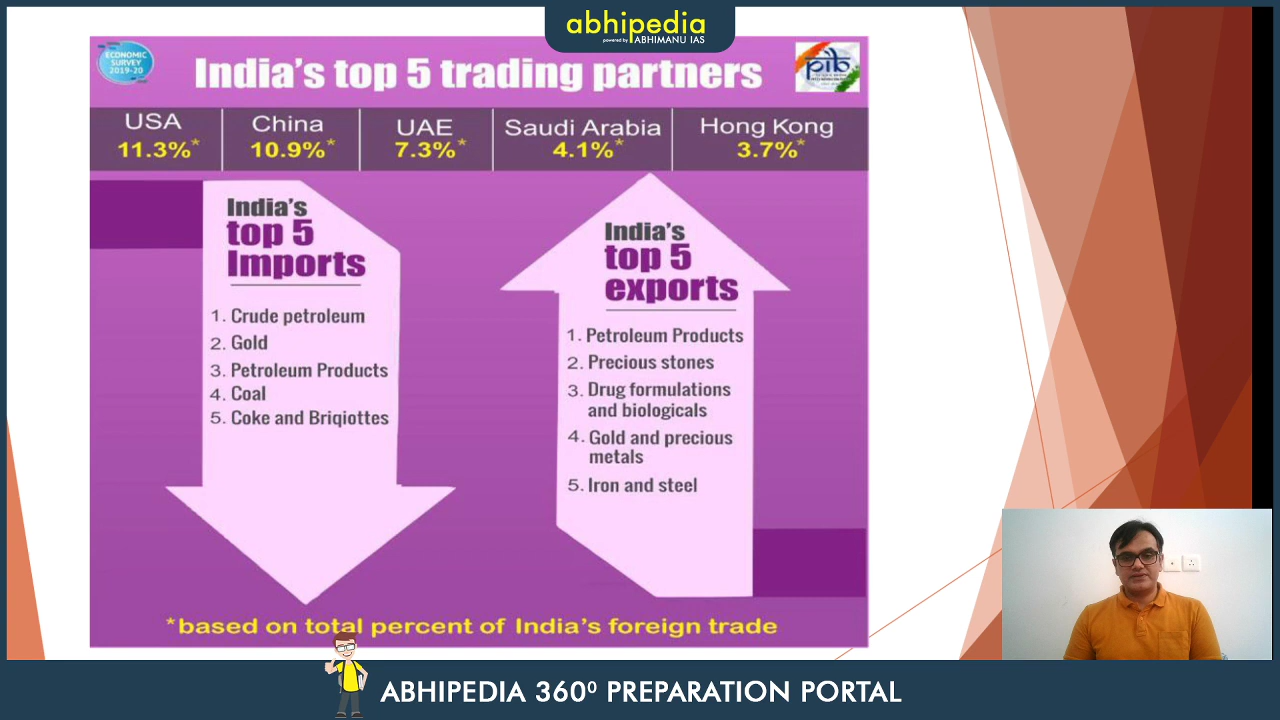 abhipedia
powered by ABHIMANU IAS
ECONOMIC
SURVEY
2019-20
India's top 5 trading partners
pib
USA
11.3%*
China
10.9%*
UAE
7.3%*
Saudi Arabia
4.1%*
Hong Kong
3.7%*
India's
top 5
Imports
1. Crude petroleum
2. Gold
3. Petroleum Products
4. Coal
5. Coke and Briqiottes
India's
top 5
exports
1. Petroleum Products
2. Precious stones
3. Drug formulations
and biologicals
4. Gold and precious
metals
5. Iron and steel
*based on total percent of India's foreign trade
ABHIPEDIA 360⁰ PREPARATION PORTAL